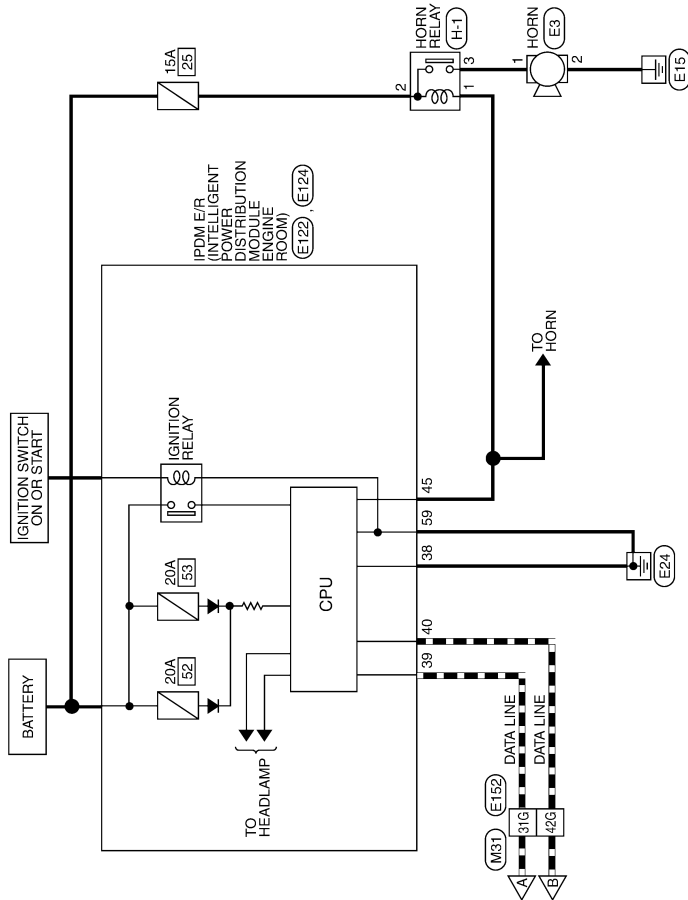 BATTERY
IGNITION SWITCH
ON OR START
15A
25
HORN
RELAY
H-1
2
3
1
HORN
E3
1
2
E15
IPDM E/R
(INTELLIGENT
POWER
DISTRIBUTION
MODULE
ENGINE
ROOM)
E122 , E124
20A
52
20A
53
IGNITION
RELAY
TO
HEADLAMP
CPU
39
40
38
59
45
TO
HORN
E24
DATA LINE
DATA LINE
M31
E152
31G
42G
A
B